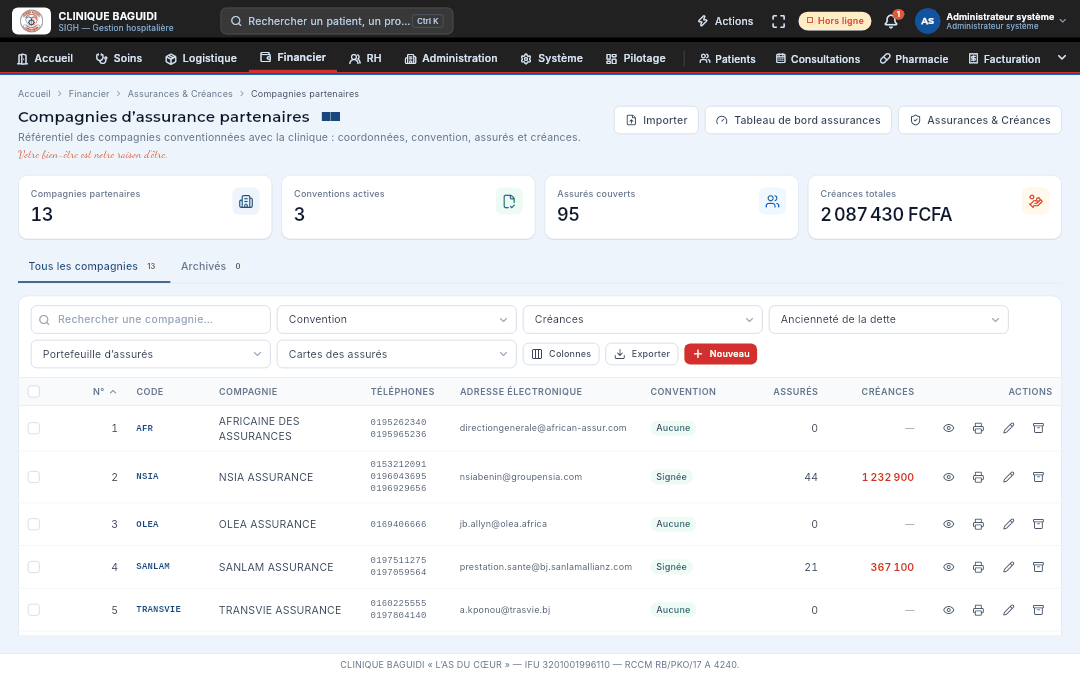 CLINIQUE BAGUIDI
SIGH — Gestion hospitalière
Rechercher un patient, un pro... Ctrl K
Actions
Hors ligne
1
AS
Administrateur système
Administrateur système
Accueil Soins Logistique Financier RH Administration Système Pilotage Patients Consultations Pharmacie Facturation
Accueil > Financier > Assurances & Créances > Compagnies partenaires
Compagnies d'assurance partenaires
Référentiel des compagnies conventionnées avec la clinique : coordonnées, convention, assurés et créances.
Votre bien-être est notre raison d'être.
Importer Tableau de bord assurances Assurances & Créances
Compagnies partenaires
13
Conventions actives
3
Assurés couverts
95
Créances totales
2 087 430 FCFA
Tous les compagnies 13 Archivés 0
Rechercher une compagnie... Convention Créances Ancienneté de la dette
Portefeuille d'assurés Cartes des assurés Colonnes Exporter + Nouveau
N° CODE COMPAGNIE TÉLÉPHONES ADRESSE ÉLECTRONIQUE CONVENTION ASSURÉS CRÉANCES ACTIONS
1 AFR AFRICAINE DES ASSURANCES 0195262340 0195965236 directiongenerale@african-assur.com Aucune 0 —
2 NSIA NSIA ASSURANCE 0153212091 0196043695 0196929656 nsiabenin@groupensia.com Signée 44 1 232 900
3 OLEA OLEA ASSURANCE 0169406666 jb.allyn@olea.africa Aucune 0 —
4 SANLAM SANLAM ASSURANCE 0197511275 0197059564 prestation.sante@bj.sanlamallianz.com Signée 21 367 100
5 TRANSVIE TRANSVIE ASSURANCE 0160225555 0197804140 a.kponou@trasvie.bj Aucune 0 —
CLINIQUE BAGUIDI « L'AS DU CŒUR » — IFU 3201001996110 — RCCM RB/PKO/17 A 4240.